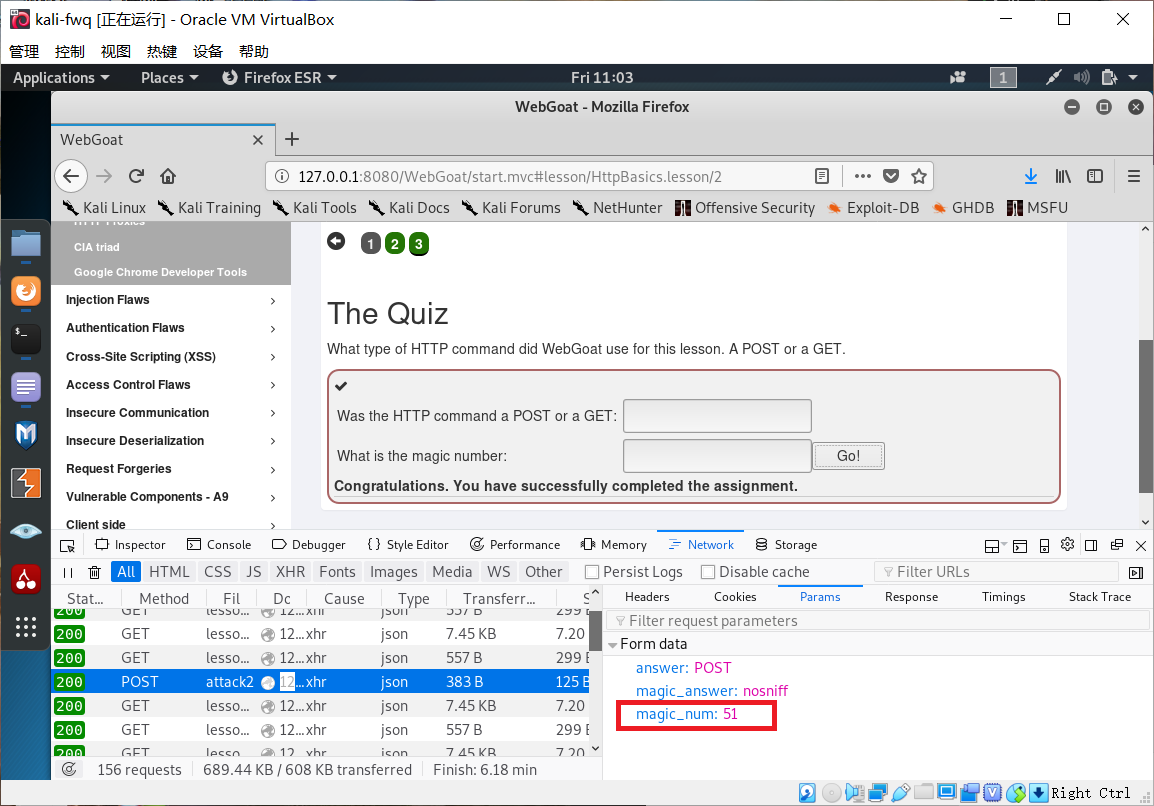 kali-fwq [正在运行] - Oracle VM VirtualBox
管理 控制 视图 热键 设备 帮助
Applications Places Firefox ESR Fri 11:03 1
WebGoat - Mozilla Firefox
WebGoat
127.0.0.1:8080/WebGoat/start.mvc#lesson/HttpBasics.lesson/2
Kali Linux Kali Training Kali Tools Kali Docs Kali Forums NetHunter Offensive Security Exploit-DB GHDB MSFU
HTTP Proxies
CIA triad
Google Chrome Developer Tools
Injection Flaws
Authentication Flaws
Cross-Site Scripting (XSS)
Access Control Flaws
Insecure Communication
Insecure Deserialization
Request Forgeries
Vulnerable Components - A9
Client side
1 2 3
The Quiz
What type of HTTP command did WebGoat use for this lesson. A POST or a GET.
Was the HTTP command a POST or a GET:
What is the magic number: Go!
Congratulations. You have successfully completed the assignment.
Inspector Console Debugger {} Style Editor Performance Memory Network Storage
All HTML CSS JS XHR Fonts Images Media WS Other Persist Logs Disable cache Filter URLs
Stat... Method Fil Dc Cause Type Transferr... S
200 GET lesso... 12...xhr json 557 B 299 B
200 GET lesso... 12...xhr json 7.45 KB 7.20
200 GET lesso... 12...xhr json 557 B 299 B
200 POST attack2 12...xhr json 383 B 125 B
200 GET lesso... 12...xhr json 7.45 KB 7.20
200 GET lesso... 12...xhr json 557 B 299 B
200 GET lesso... 12...xhr json 7.45 KB 7.20
156 requests 689.44 KB / 608 KB transferred Finish: 6.18 min
Headers Cookies Params Response Timings Stack Trace
Filter request parameters
Form data
answer: POST
magic_answer: nosniff
magic_num: 51
Right Ctrl